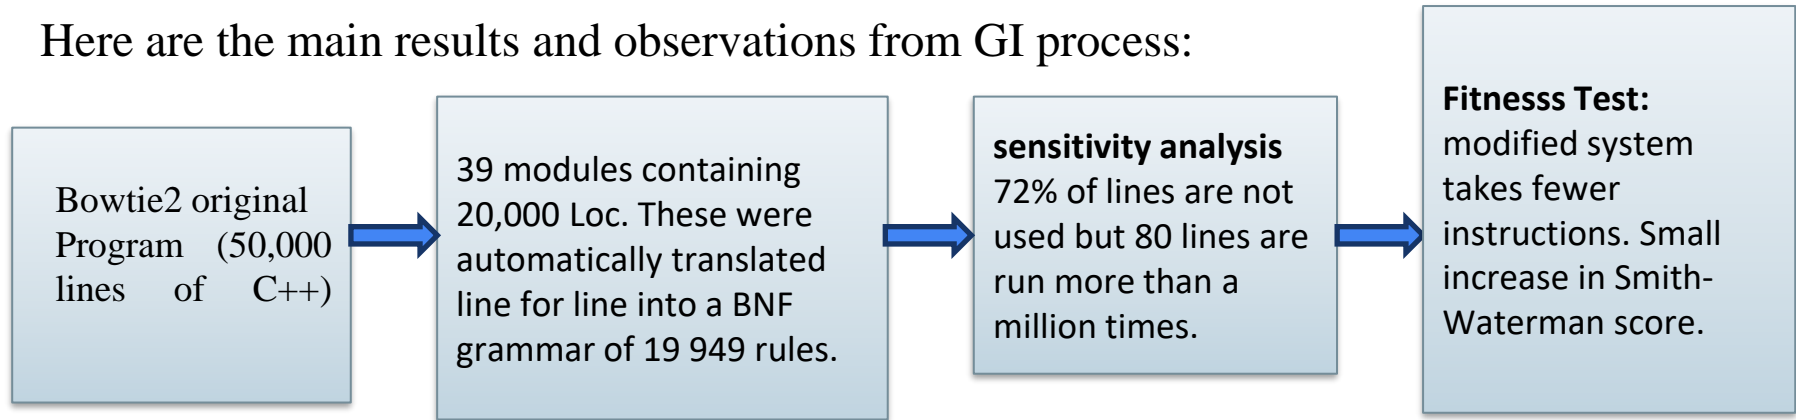 Here are the main results and observations from GI process:
Bowtie2 original
Program (50,000
lines of C++)
39 modules containing
20,000 Loc. These were
automatically translated
line for line into a BNF
grammar of 19 949 rules.
sensitivity analysis
72% of lines are not
used but 80 lines are
run more than a
million times.
Fitnesss Test:
modified system
takes fewer
instructions. Small
increase in Smith-
Waterman score.